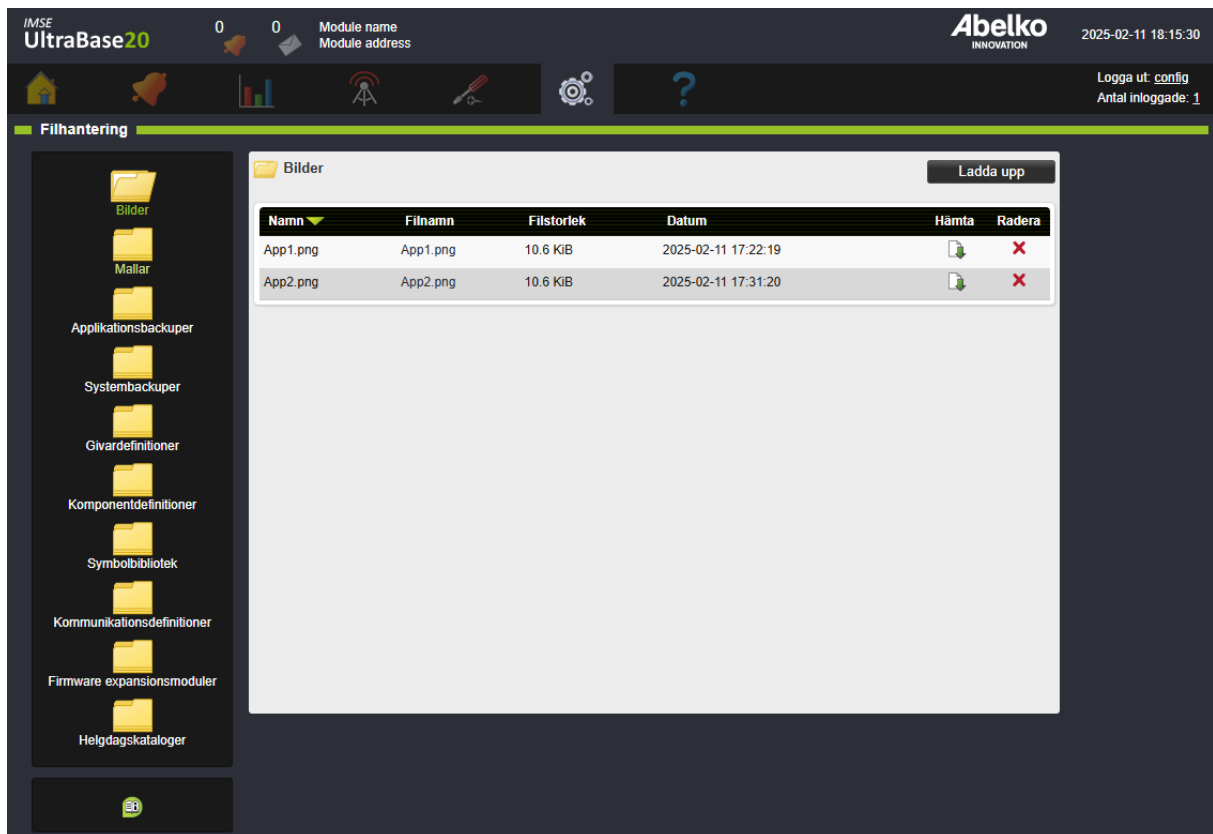 IMSE
UltraBase20
0
0
Module name
Module address
Abelko
INNOVATION
2025-02-11 18:15:30
Logga ut: config
Antal inloggade: 1
Filhantering
Bilder
Mallar
Applikationsbackuper
Systembackuper
Givardefinitioner
Komponentdefinitioner
Symbolbibliotek
Kommunikationsdefinitioner
Firmware expansionsmoduler
Helgdagskataloger
Bilder
Ladda upp
Namn Filnamn Filstorlek Datum Hämta Radera
App1.png App1.png 10.6 KiB 2025-02-11 17:22:19
App2.png App2.png 10.6 KiB 2025-02-11 17:31:20